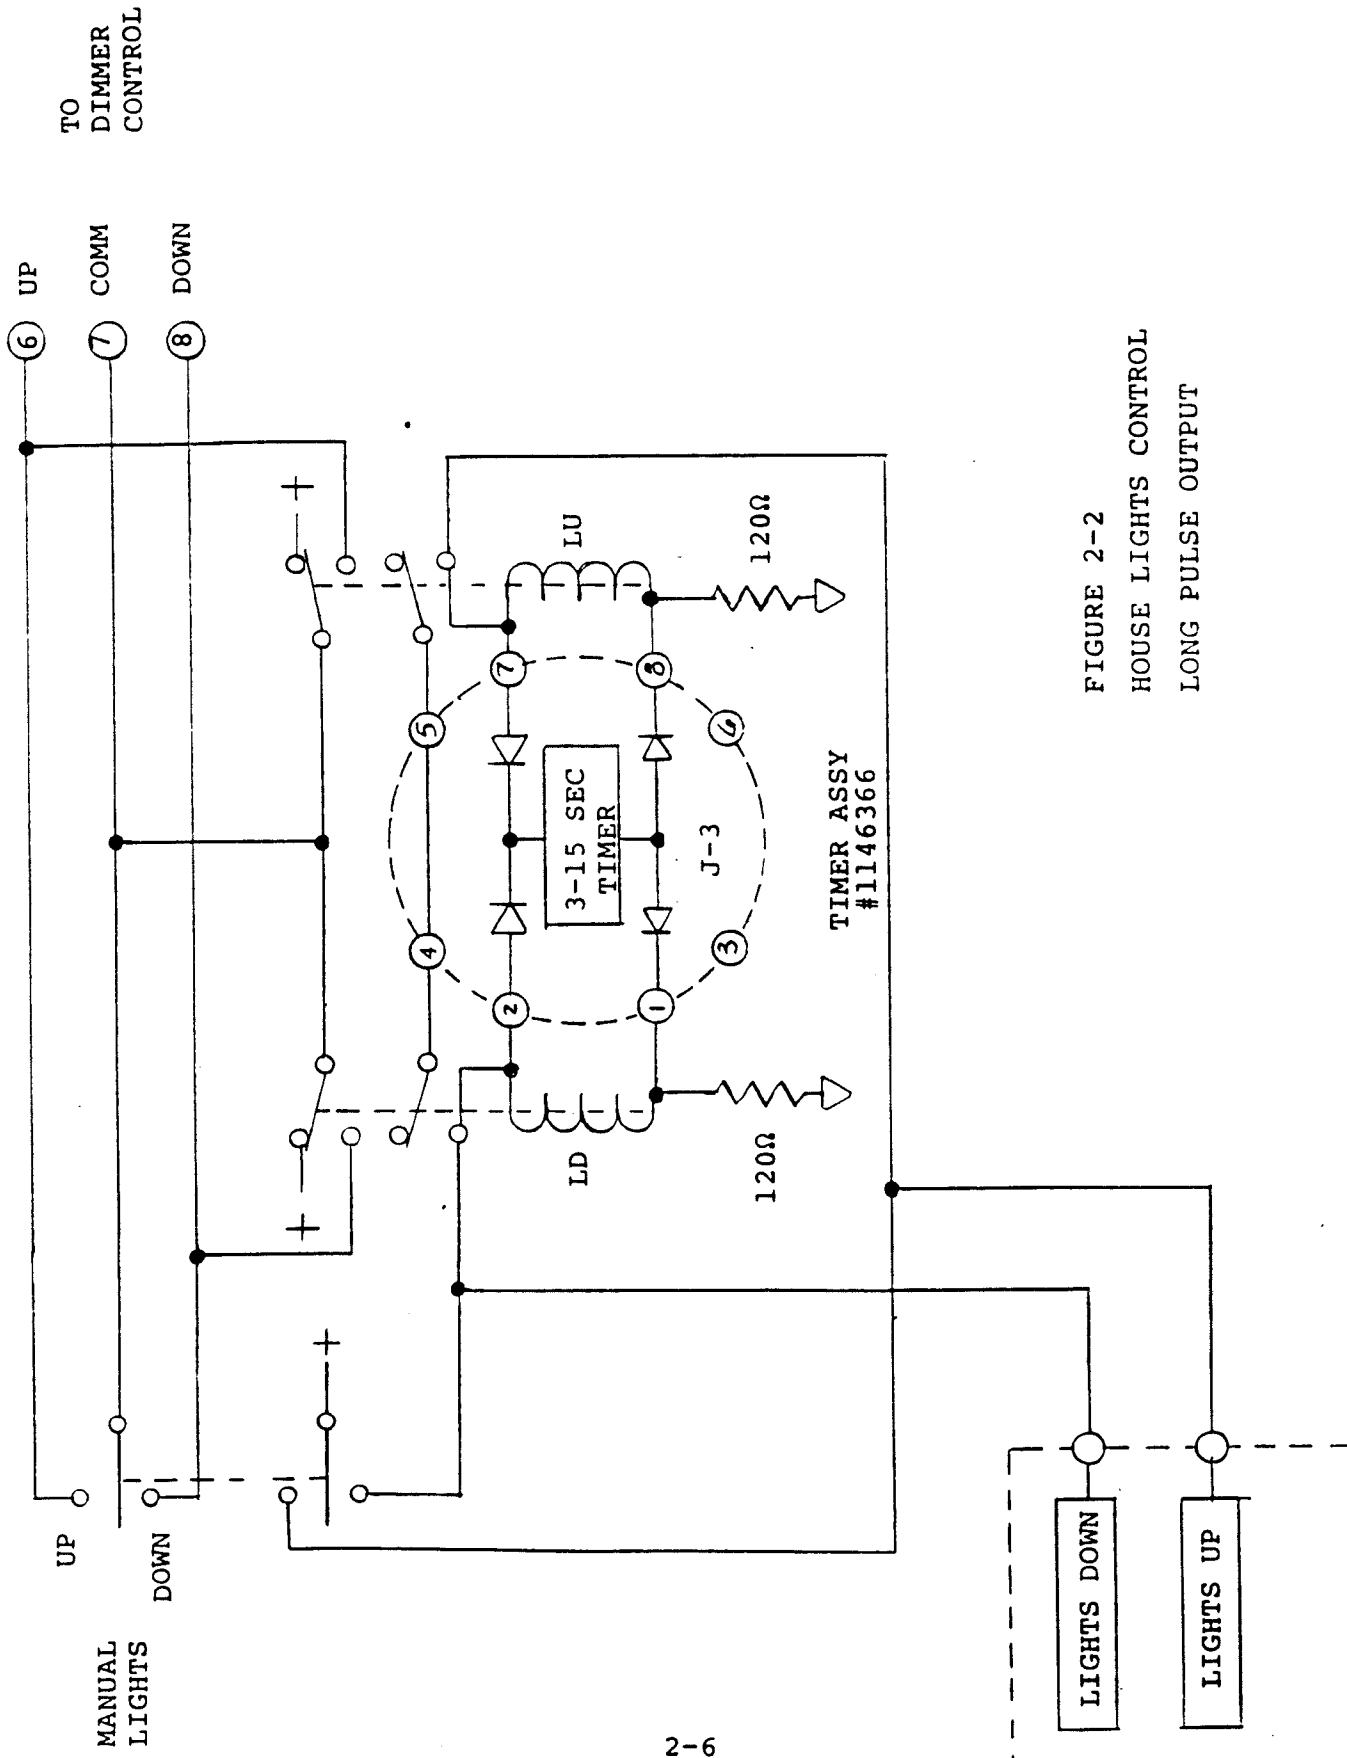 MANUAL
LIGHTS
UP
DOWN
6 UP
7 COMM
8 DOWN
TO
DIMMER
CONTROL
+
+
+
4
5
2
7
3-15 SEC
TIMER
1
8
3
6
J-3
LD
LU
120Ω
120Ω
TIMER ASSY
#1146366
LIGHTS DOWN
LIGHTS UP
FIGURE 2-2
HOUSE LIGHTS CONTROL
LONG PULSE OUTPUT
2-6